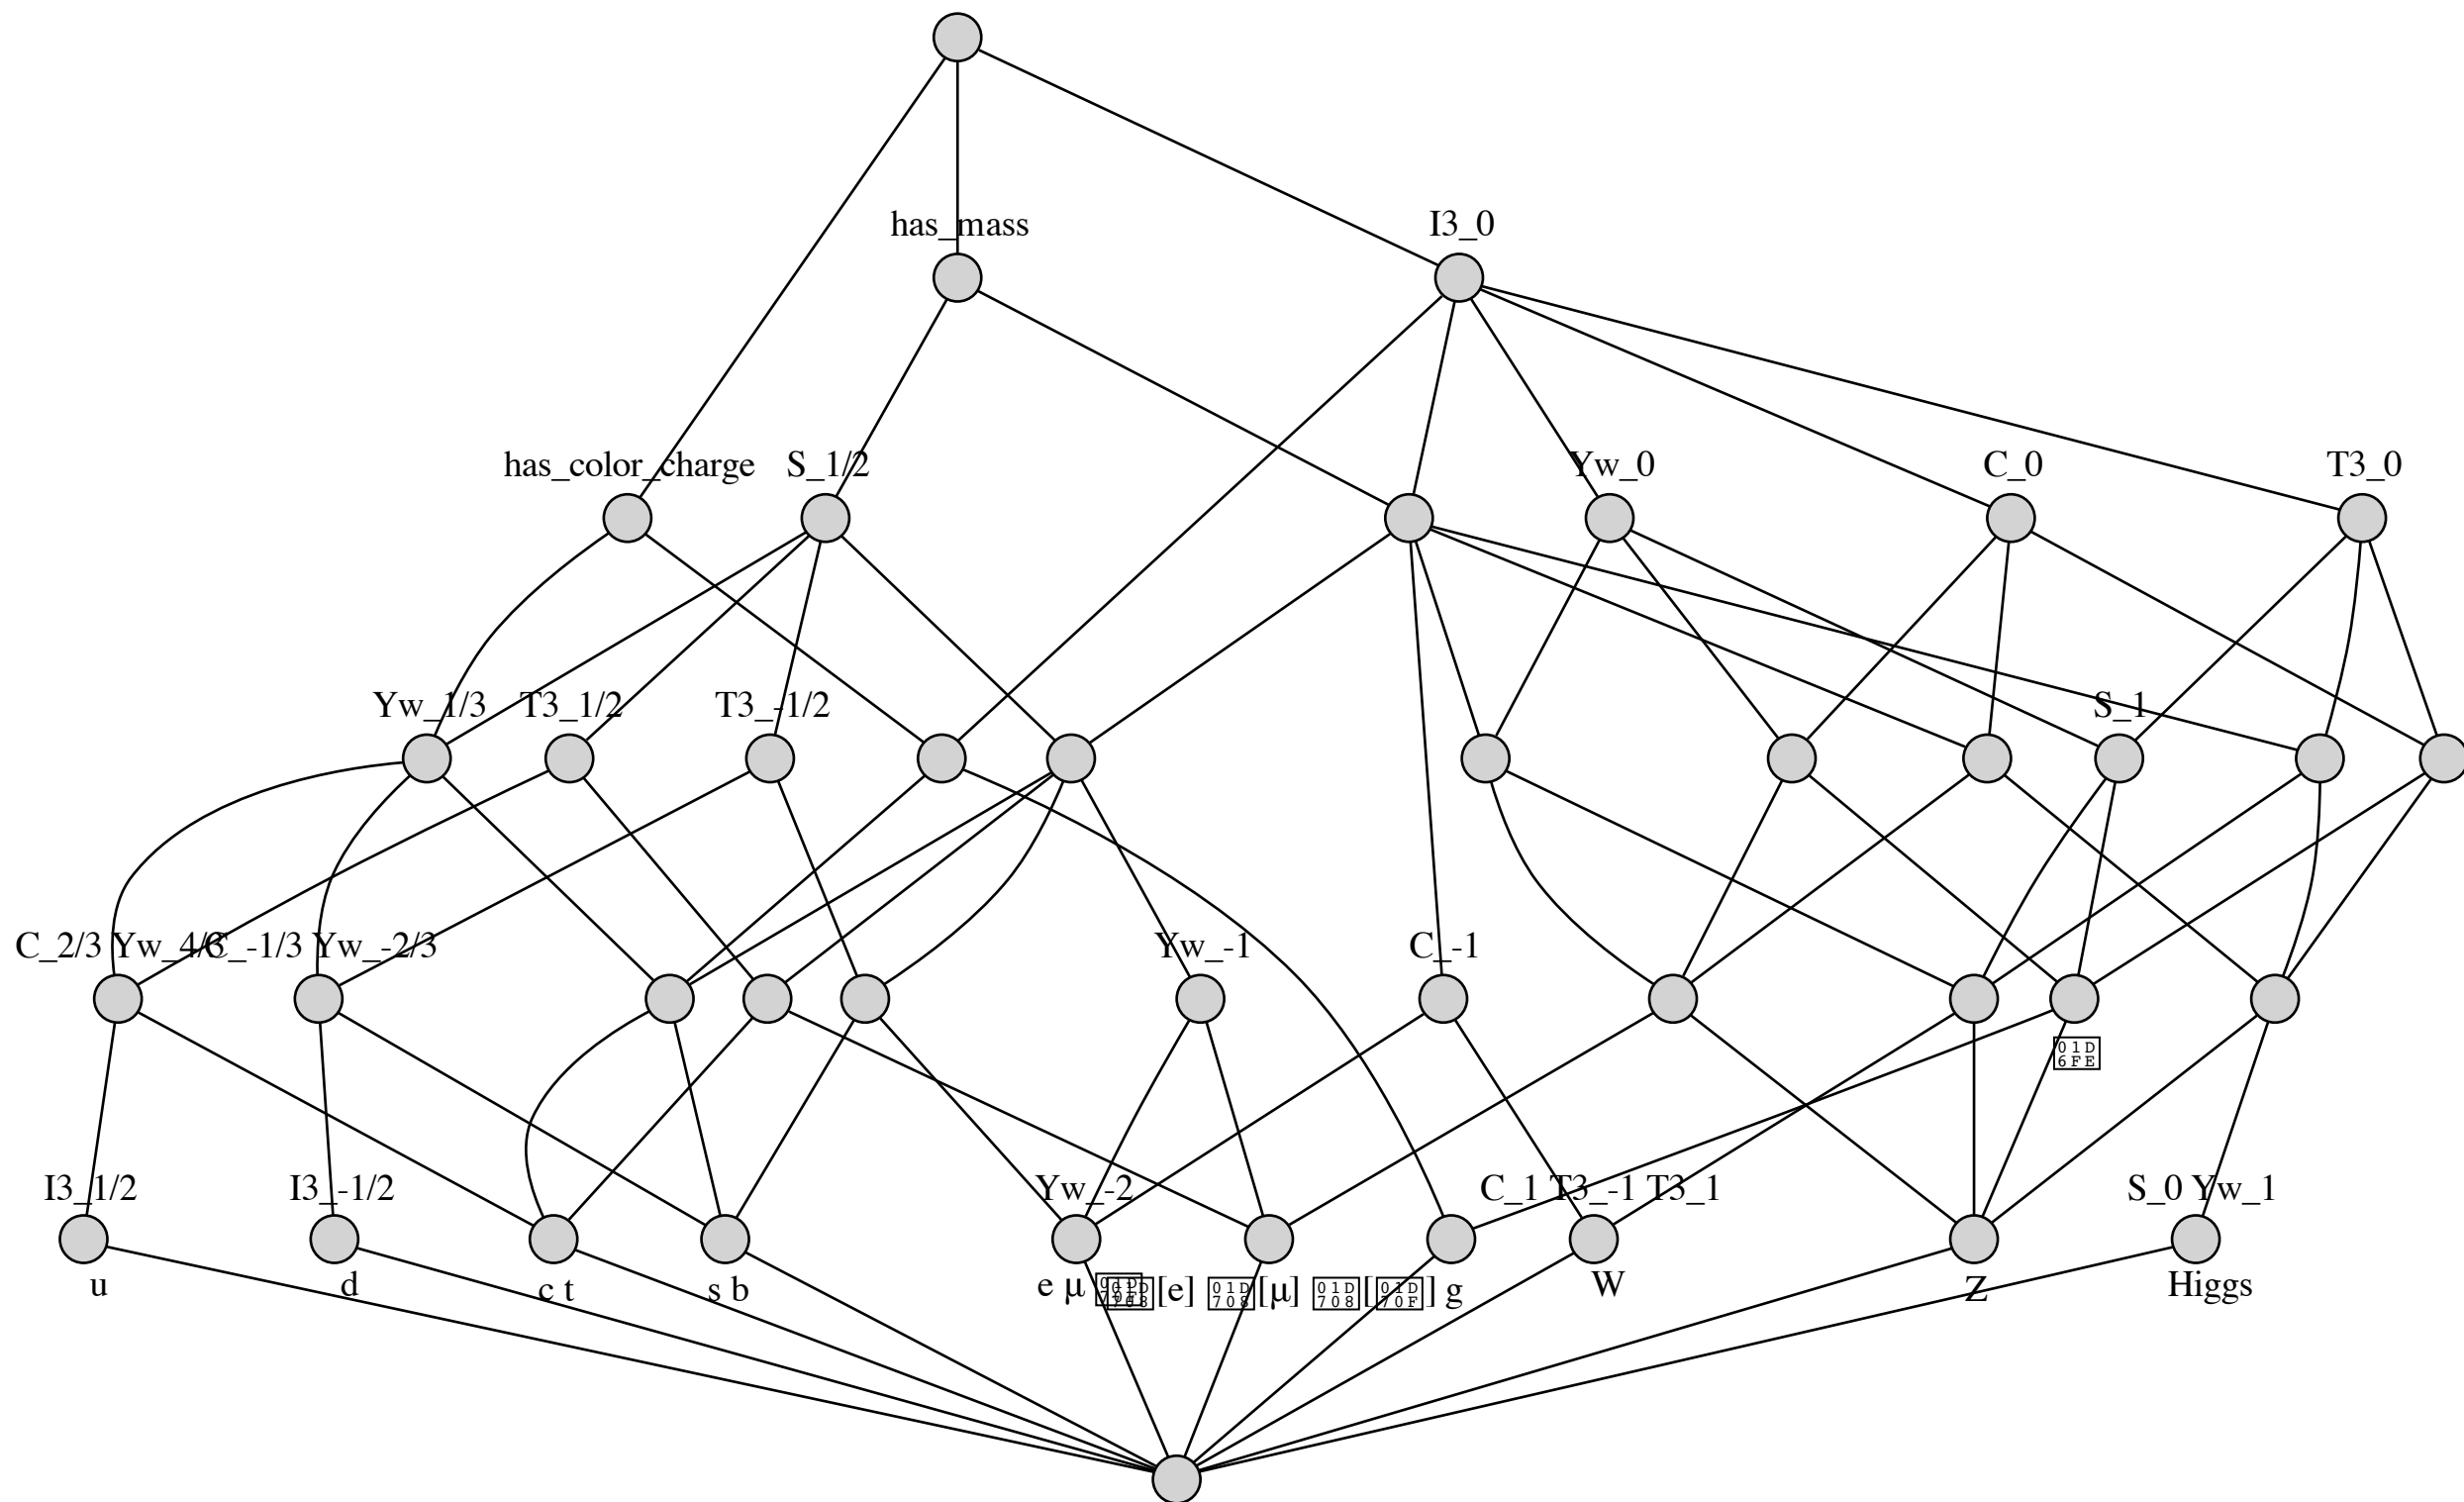 has_mass I3_0
has_color_charge S_1/2 Yw_0 C_0 T3_0
Yw_1/3 T3_1/2 T3_-1/2 S_1
C_2/3 Yw_4/3 C_-1/3 Yw_-2/3 Yw_-1 C_-1
01D6FE
I3_1/2 I3_-1/2 Yw_-2 C_1 T3_-1 T3_1 S_0 Yw_1
u d c t s b e μ [e] [μ] g W Z Higgs